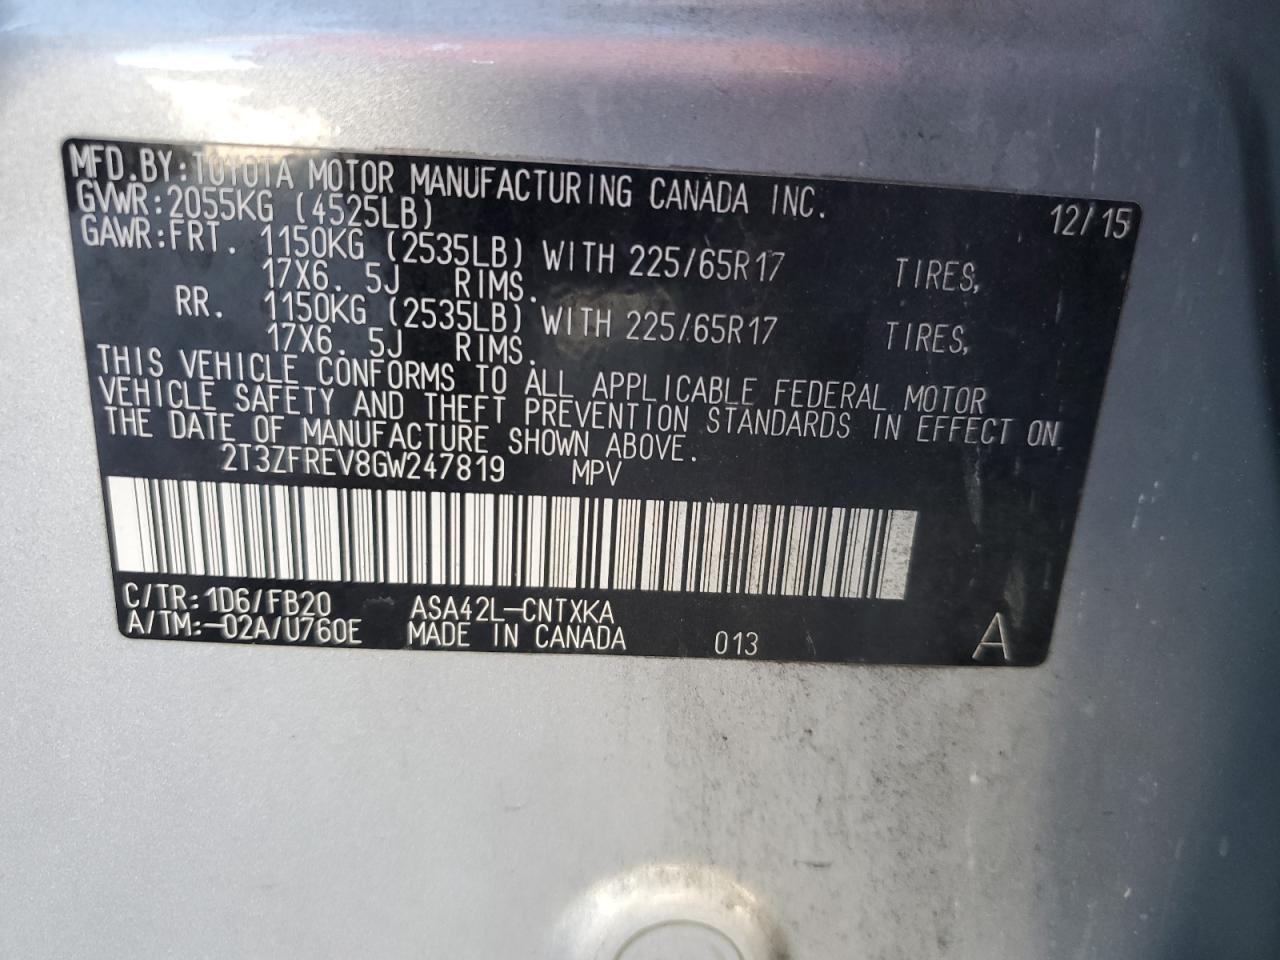 MFD.BY:TOYOTA MOTOR MANUFACTURING CANADA INC. 12/15
GVWR:2055KG (4525LB)
GAWR:FRT. 1150KG (2535LB) WITH 225/65R17 TIRES,
17X6.5J RIMS.
RR. 1150KG (2535LB) WITH 225/65R17 TIRES,
17X6.5J RIMS.
THIS VEHICLE CONFORMS TO ALL APPLICABLE FEDERAL MOTOR
VEHICLE SAFETY AND THEFT PREVENTION STANDARDS IN EFFECT ON
THE DATE OF MANUFACTURE SHOWN ABOVE.
2T3ZFREV8GW247819 MPV
C/TR:1D6/FB20 ASA42L-CNTXKA
A/TM:-02A/U760E MADE IN CANADA 013 A